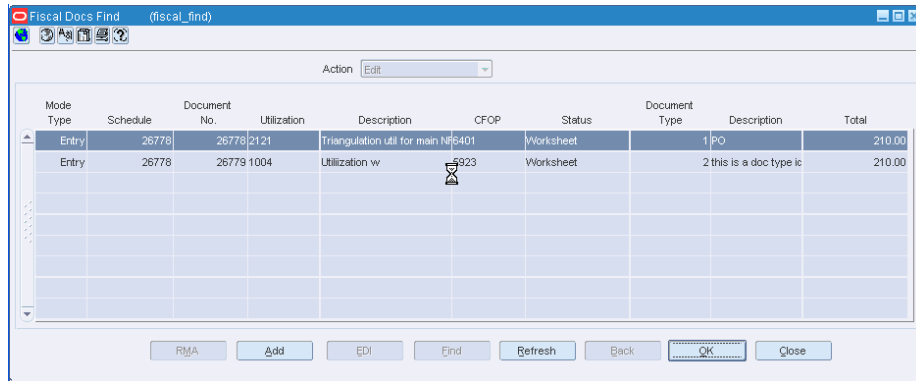 Fiscal Docs Find (fiscal_find)
Action Edit
Mode Document Document
Type Schedule No. Utilization Description CFOP Status Type Description Total
Entry 26778 26778 2121 Triangulation util for main NF 6401 Worksheet 1 PO 210.00
Entry 26778 26779 1004 Utiliization w 5923 Worksheet 2 this is a doc type ic 210.00
RMA Add EDI Find Refresh Back OK Close